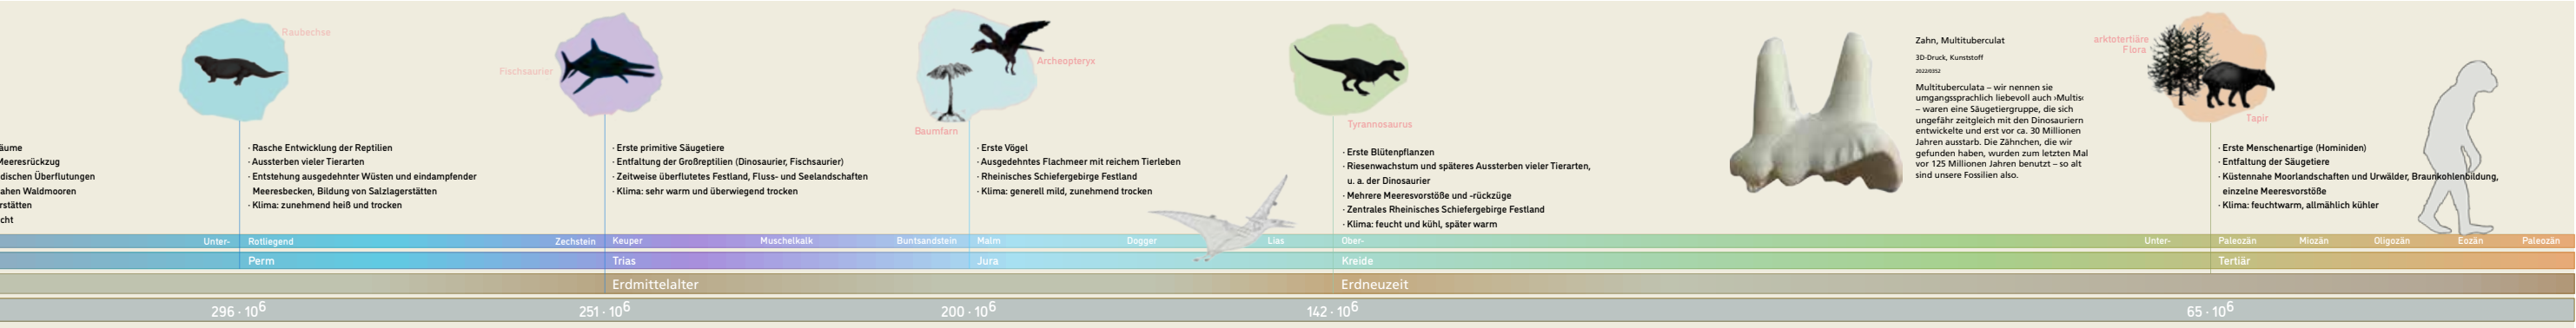 äume
Meeresrückzug
dischen Überflutungen
ahen Waldmooren
rstätten
cht
Raubechse
· Rasche Entwicklung der Reptilien
· Aussterben vieler Tierarten
· Entstehung ausgedehnter Wüsten und eindampfender
Meeresbecken, Bildung von Salzlagerstätten
· Klima: zunehmend heiß und trocken
Fischsaurier
· Erste primitive Säugetiere
· Entfaltung der Großreptilien (Dinosaurier, Fischsaurier)
· Zeitweise überflutetes Festland, Fluss- und Seelandschaften
· Klima: sehr warm und überwiegend trocken
Archeopteryx
Baumfarn
· Erste Vögel
· Ausgedehntes Flachmeer mit reichem Tierleben
· Rheinisches Schiefergebirge Festland
· Klima: generell mild, zunehmend trocken
Tyrannosaurus
· Erste Blütenpflanzen
· Riesenwachstum und späteres Aussterben vieler Tierarten,
u. a. der Dinosaurier
· Mehrere Meeresvorstöße und -rückzüge
· Zentrales Rheinisches Schiefergebirge Festland
· Klima: feucht und kühl, später warm
Zahn, Multituberculat
3D-Druck, Kunststoff
2022/0352
Multituberculata – wir nennen sie
umgangssprachlich liebevoll auch ›Multis‹
– waren eine Säugetiergruppe, die sich
ungefähr zeitgleich mit den Dinosauriern
entwickelte und erst vor ca. 30 Millionen
Jahren ausstarb. Die Zähnchen, die wir
gefunden haben, wurden zum letzten Mal
vor 125 Millionen Jahren benutzt – so alt
sind unsere Fossilien also.
arktotertiäre
Flora
Tapir
· Erste Menschenartige (Hominiden)
· Entfaltung der Säugetiere
· Küstennahe Moorlandschaften und Urwälder, Braunkohlenbildung,
einzelne Meeresvorstöße
· Klima: feuchtwarm, allmählich kühler
Unter- Rotliegend Zechstein Keuper Muschelkalk Buntsandstein Malm Dogger Lias Ober- Unter- Paleozän Miozän Oligozän Eozän Paleozän
Perm Trias Jura Kreide Tertiär
Erdmittelalter Erdneuzeit
296 · 10⁶ 251 · 10⁶ 200 · 10⁶ 142 · 10⁶ 65 · 10⁶